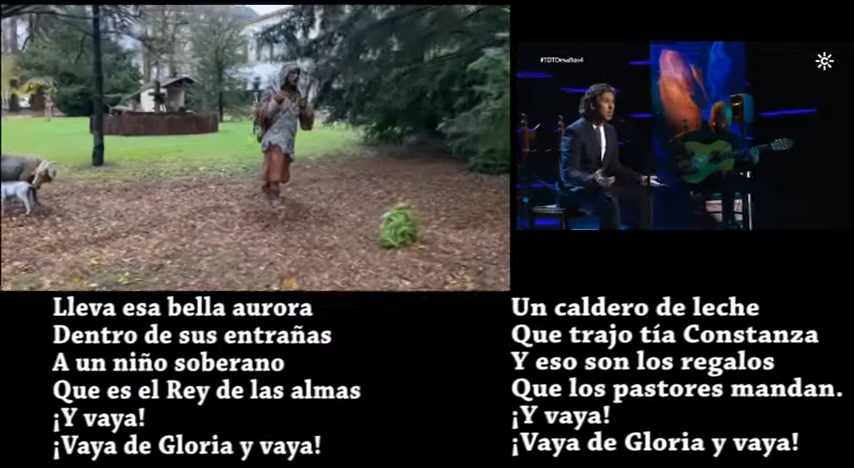 #TDTDesafíos4
Lleva esa bella aurora
Dentro de sus entrañas
A un niño soberano
Que es el Rey de las almas
¡Y vaya!
¡Vaya de Gloria y vaya!
Un caldero de leche
Que trajo tía Constanza
Y eso son los regalos
Que los pastores mandan.
¡Y vaya!
¡Vaya de Gloria y vaya!